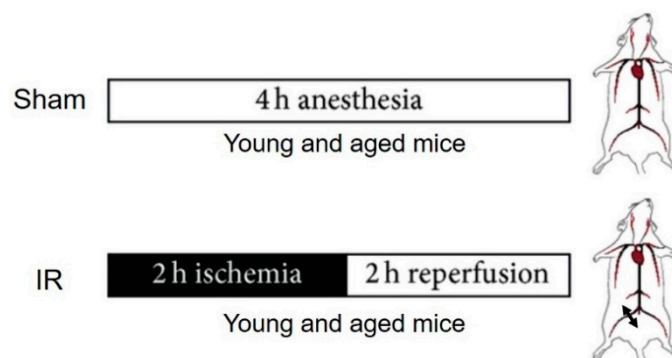 Sham
4 h anesthesia
Young and aged mice
IR
2 h ischemia
2 h reperfusion
Young and aged mice